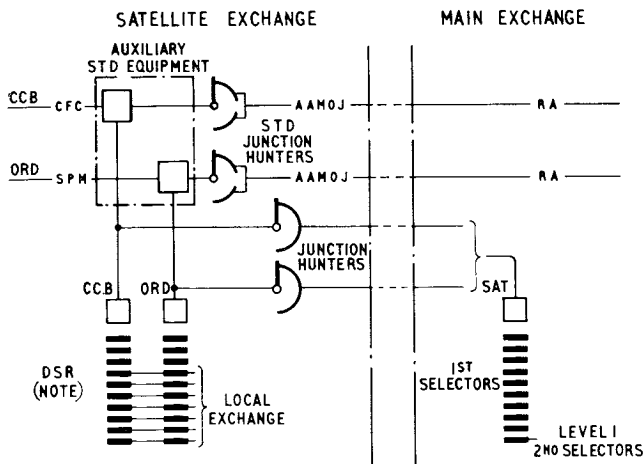 SATELLITE EXCHANGE
MAIN EXCHANGE
AUXILIARY
STD EQUIPMENT
CCB
CFC
AAMOJ
RA
STD
JUNCTION
HUNTERS
ORD
SPM
AAMOJ
RA
JUNCTION
HUNTERS
CCB
ORD
SAT
DSR
(NOTE)
LOCAL
EXCHANGE
1ST
SELECTORS
LEVEL 1
2ND SELECTORS